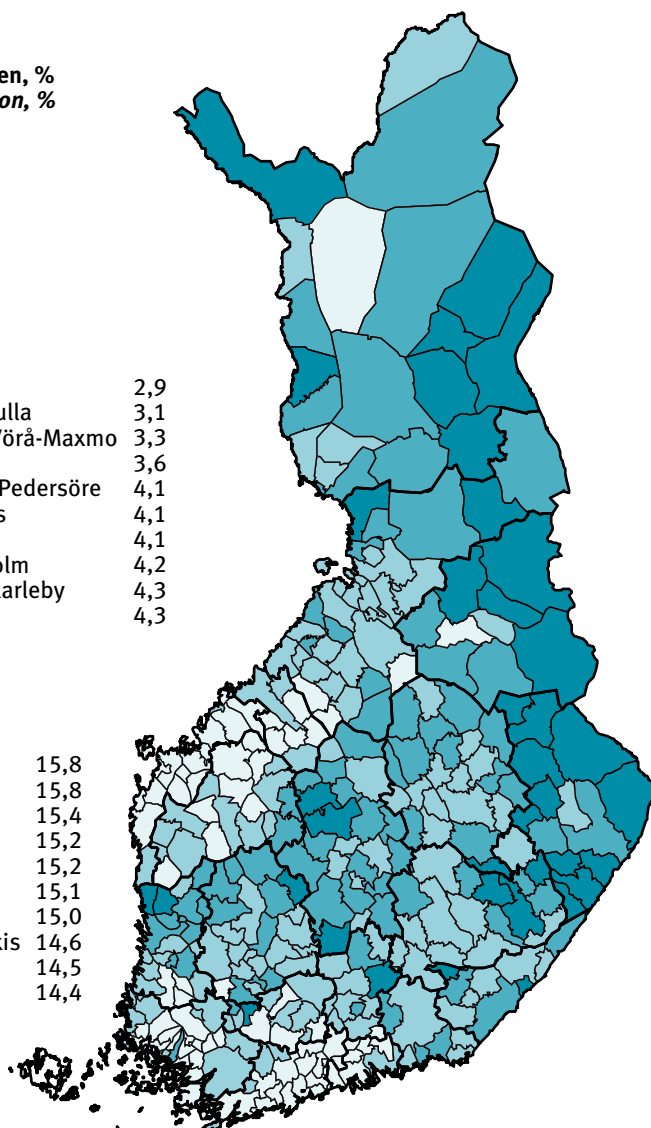 en, %
on, %
2,9
ulla 3,1
Vörå-Maxmo 3,3
3,6
Pedersöre 4,1
s 4,1
4,1
olm 4,2
karleby 4,3
4,3
15,8
15,8
15,4
15,2
15,2
15,1
15,0
kis 14,6
14,5
14,4